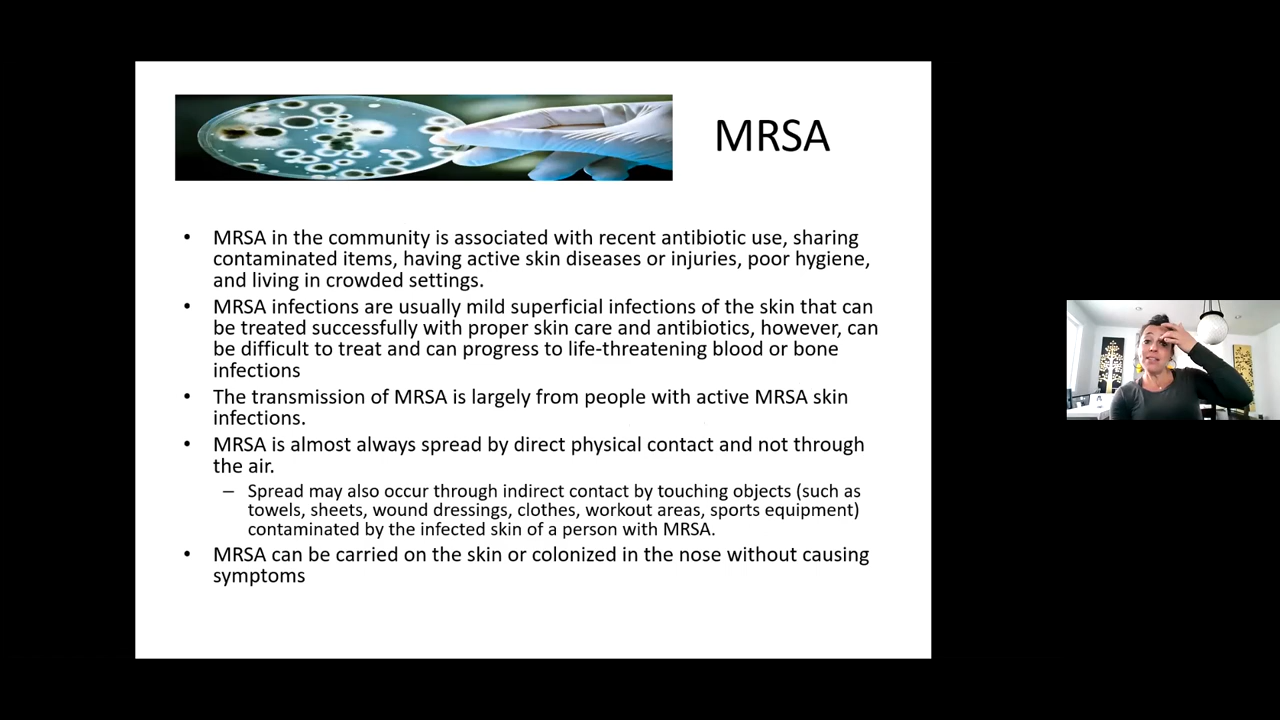 MRSA
• MRSA in the community is associated with recent antibiotic use, sharing
contaminated items, having active skin diseases or injuries, poor hygiene,
and living in crowded settings.
• MRSA infections are usually mild superficial infections of the skin that can
be treated successfully with proper skin care and antibiotics, however, can
be difficult to treat and can progress to life-threatening blood or bone
infections
• The transmission of MRSA is largely from people with active MRSA skin
infections.
• MRSA is almost always spread by direct physical contact and not through
the air.
– Spread may also occur through indirect contact by touching objects (such as
towels, sheets, wound dressings, clothes, workout areas, sports equipment)
contaminated by the infected skin of a person with MRSA.
• MRSA can be carried on the skin or colonized in the nose without causing
symptoms